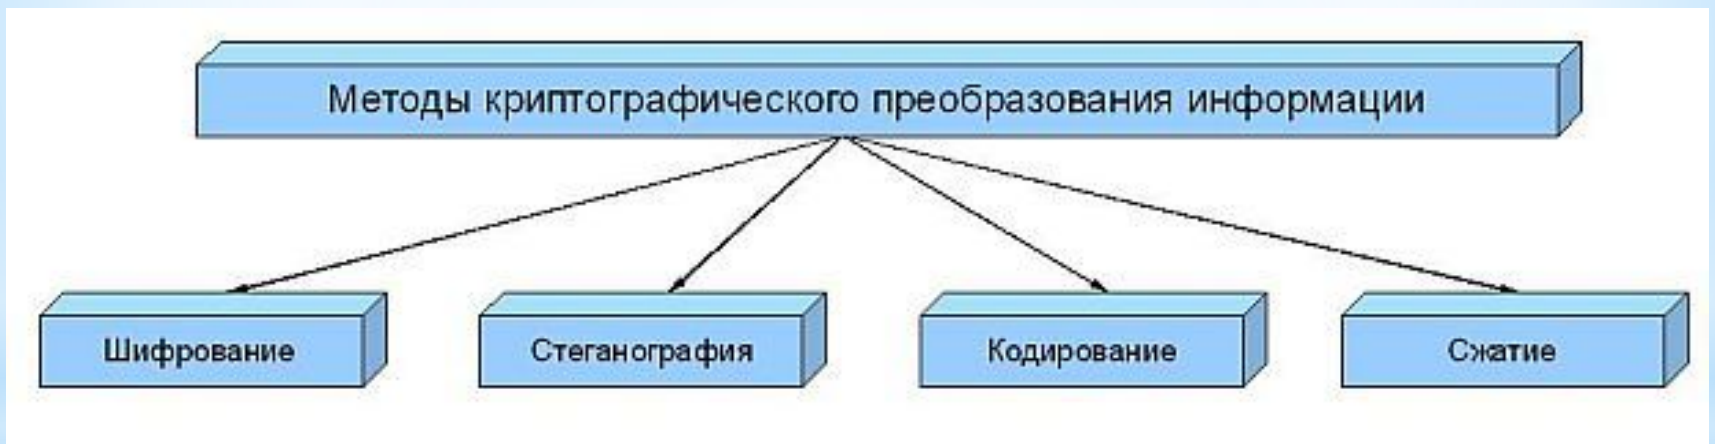 Методы криптографического преобразования информации
Шифрование
Стеганография
Кодирование
Сжатие